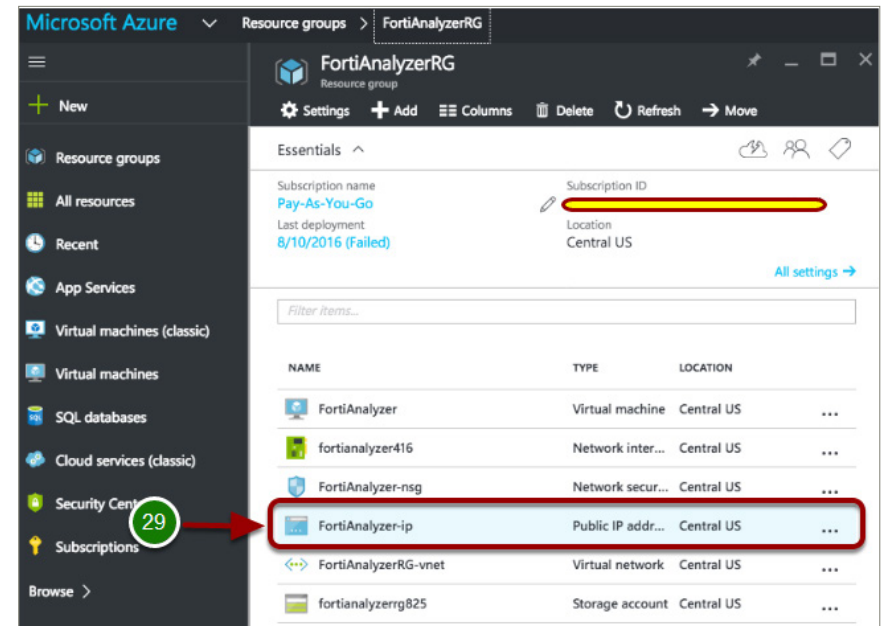 Microsoft Azure Resource groups > FortiAnalyzerRG
FortiAnalyzerRG
Resource group
New
Settings Add Columns Delete Refresh Move
Resource groups
All resources
Recent
App Services
Virtual machines (classic)
Virtual machines
SQL databases
Cloud services (classic)
Security Cent
29
Subscriptions
Browse >
Essentials
Subscription name Subscription ID
Pay-As-You-Go
Last deployment Location
8/10/2016 (Failed) Central US
All settings →
Filter items...
NAME TYPE LOCATION
FortiAnalyzer Virtual machine Central US ...
fortianalyzer416 Network inter... Central US ...
FortiAnalyzer-nsg Network secur... Central US ...
FortiAnalyzer-ip Public IP addr... Central US ...
FortiAnalyzerRG-vnet Virtual network Central US ...
fortianalyzerrg825 Storage account Central US ...